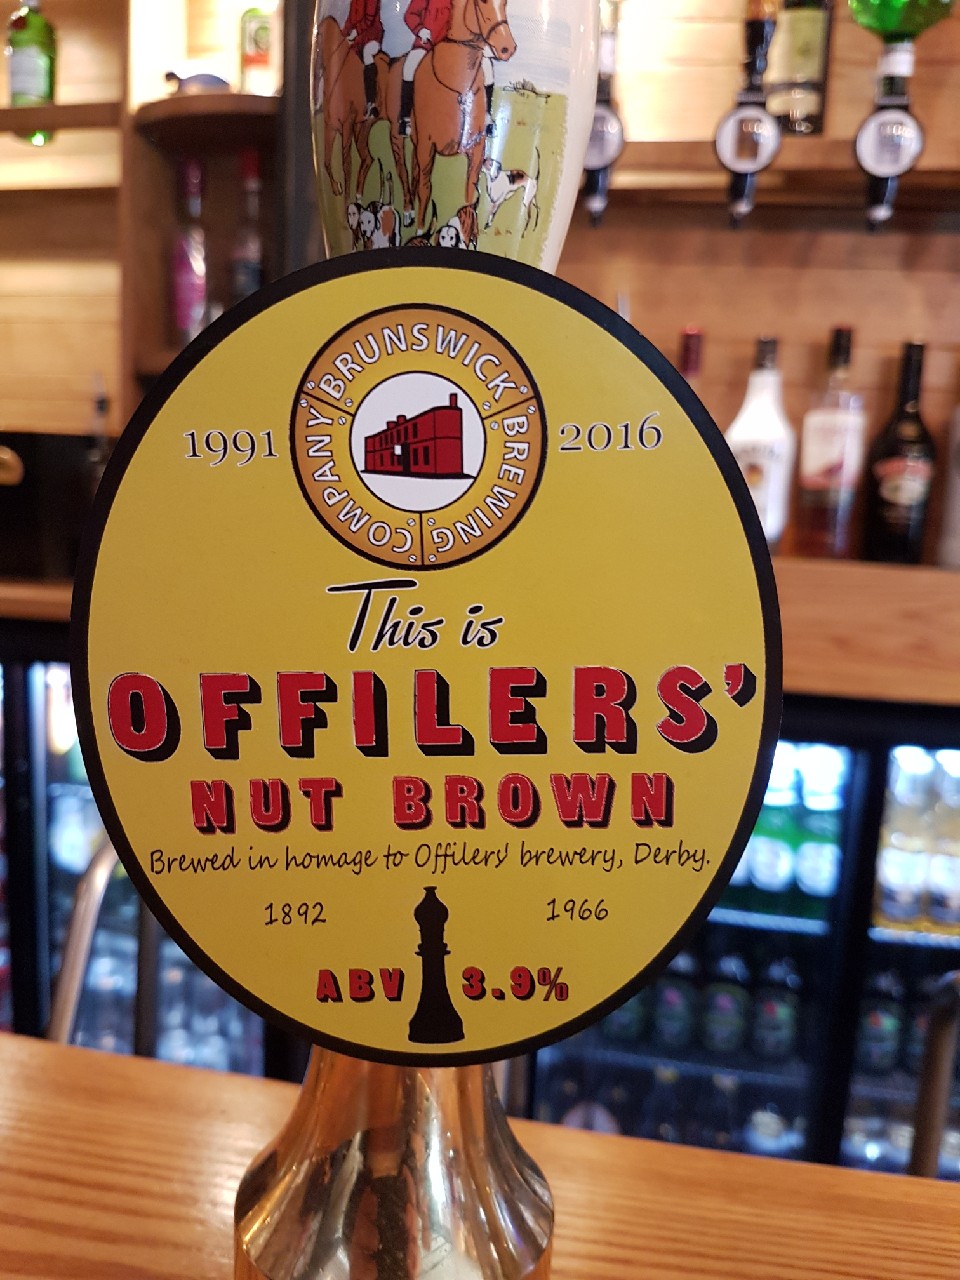 BRUNSWICK BREWING COMPANY
1991 2016
This is
OFFILERS'
NUT BROWN
Brewed in homage to Offilers' brewery, Derby.
1892 1966
ABV 3.9%